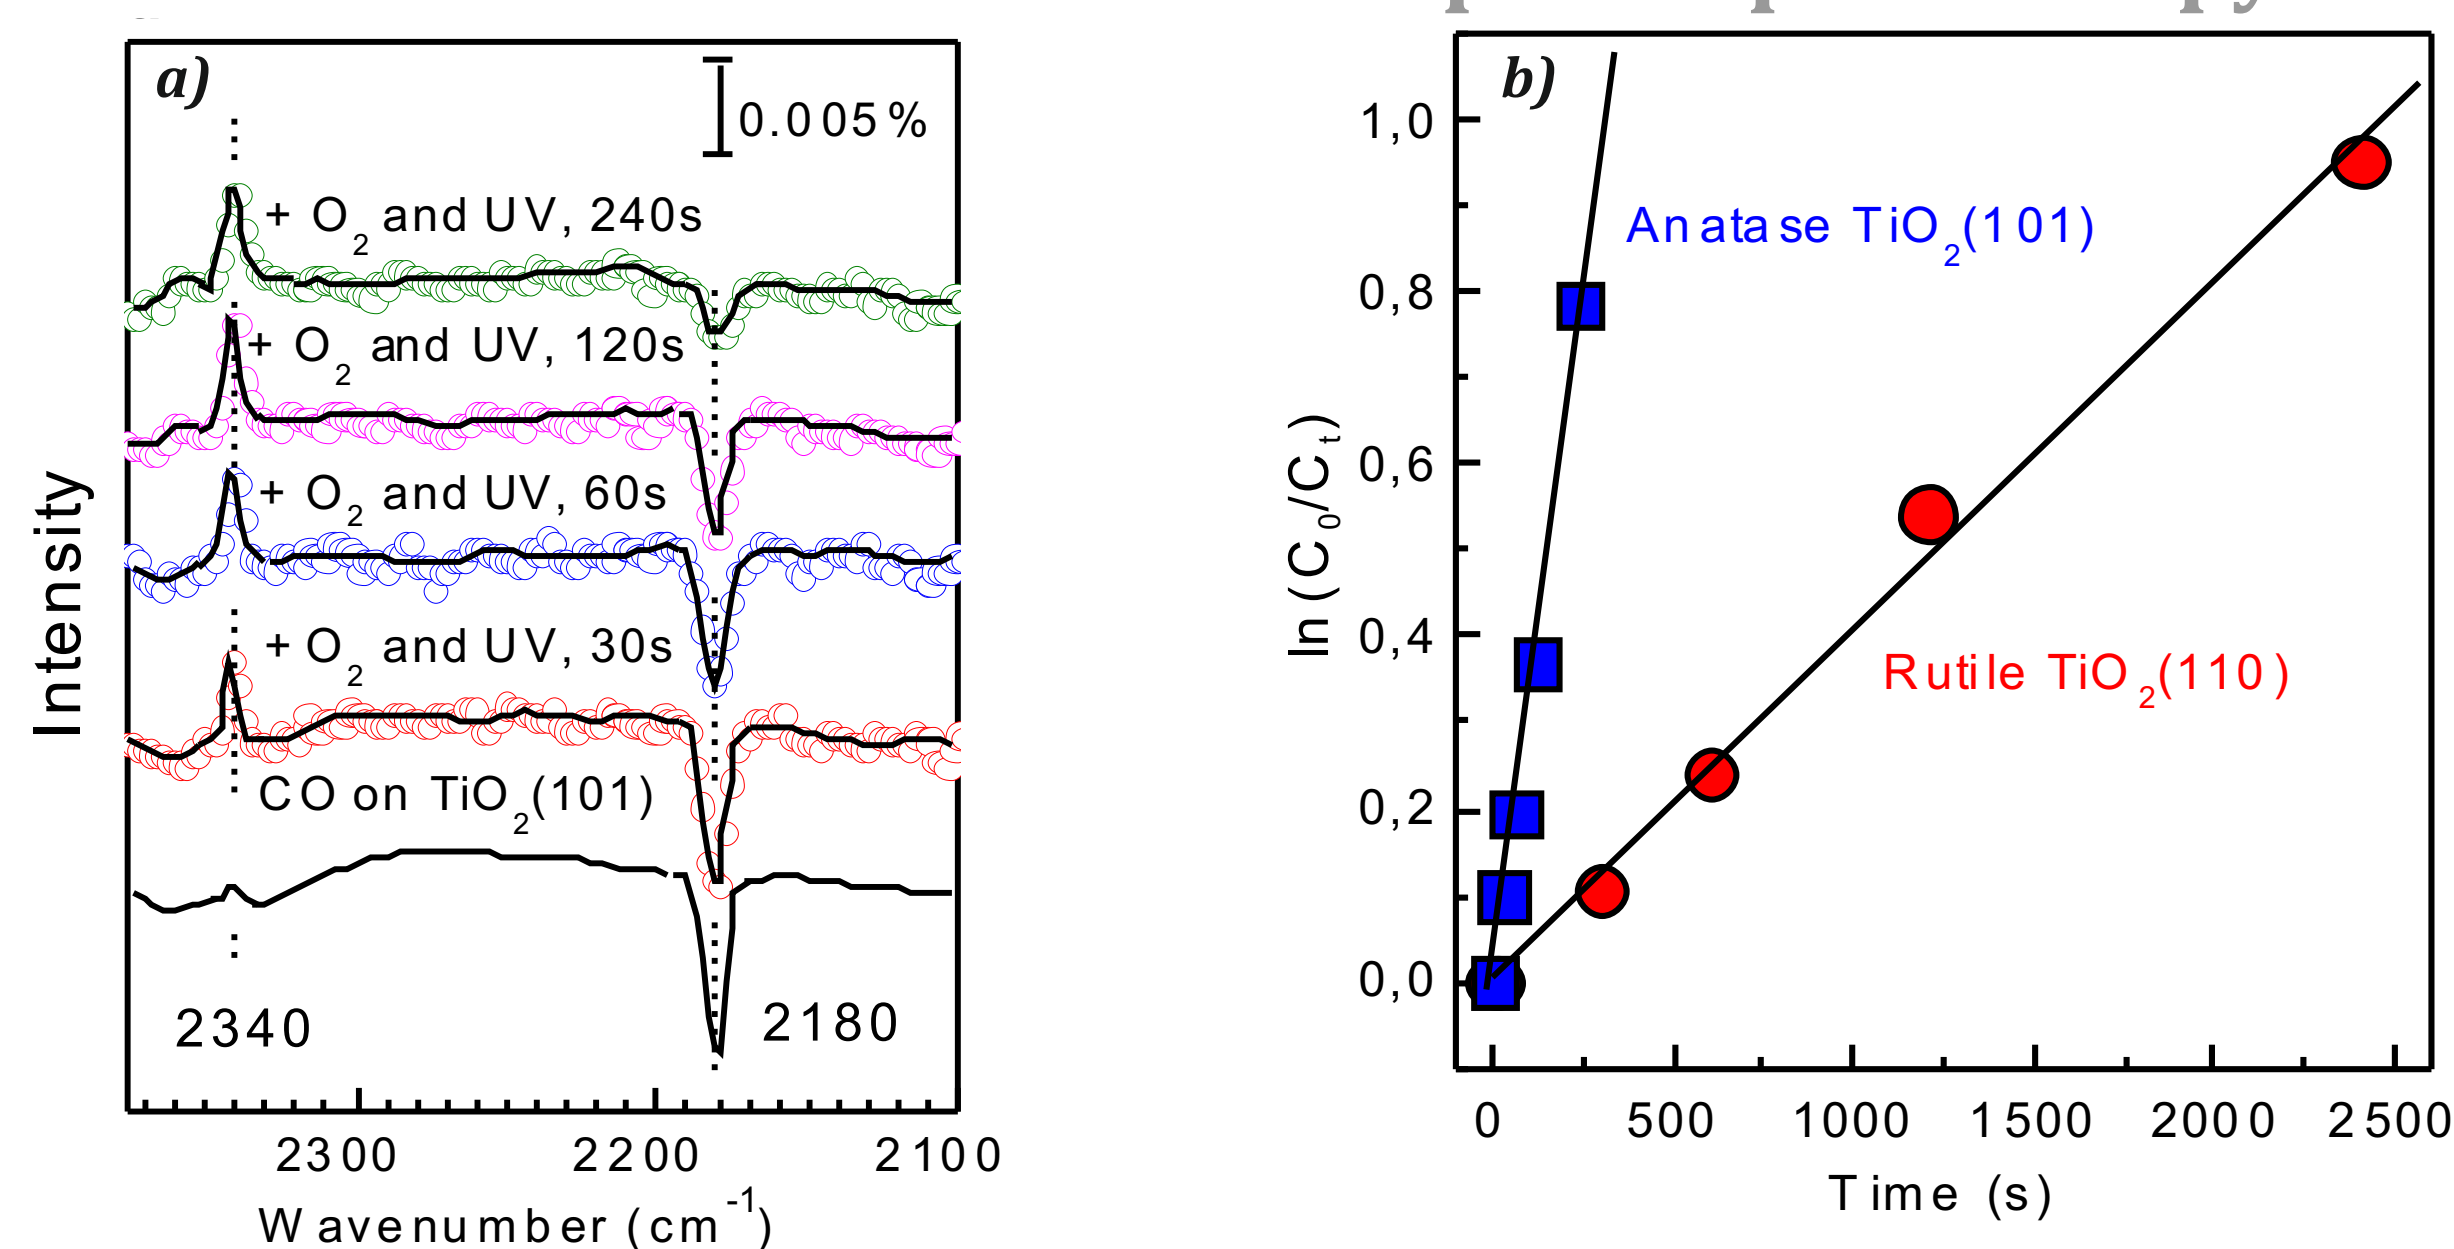 a)
0.005%
+ O2 and UV, 240s
+ O2 and UV, 120s
+ O2 and UV, 60s
+ O2 and UV, 30s
CO on TiO2(101)
2340
2180
Intensity
2300
2200
2100
Wavenumber (cm-1)
b)
1,0
0,8
0,6
0,4
0,2
0,0
ln (C0/Ct)
Anatase TiO2(101)
Rutile TiO2(110)
0
500
1000
1500
2000
2500
Time (s)